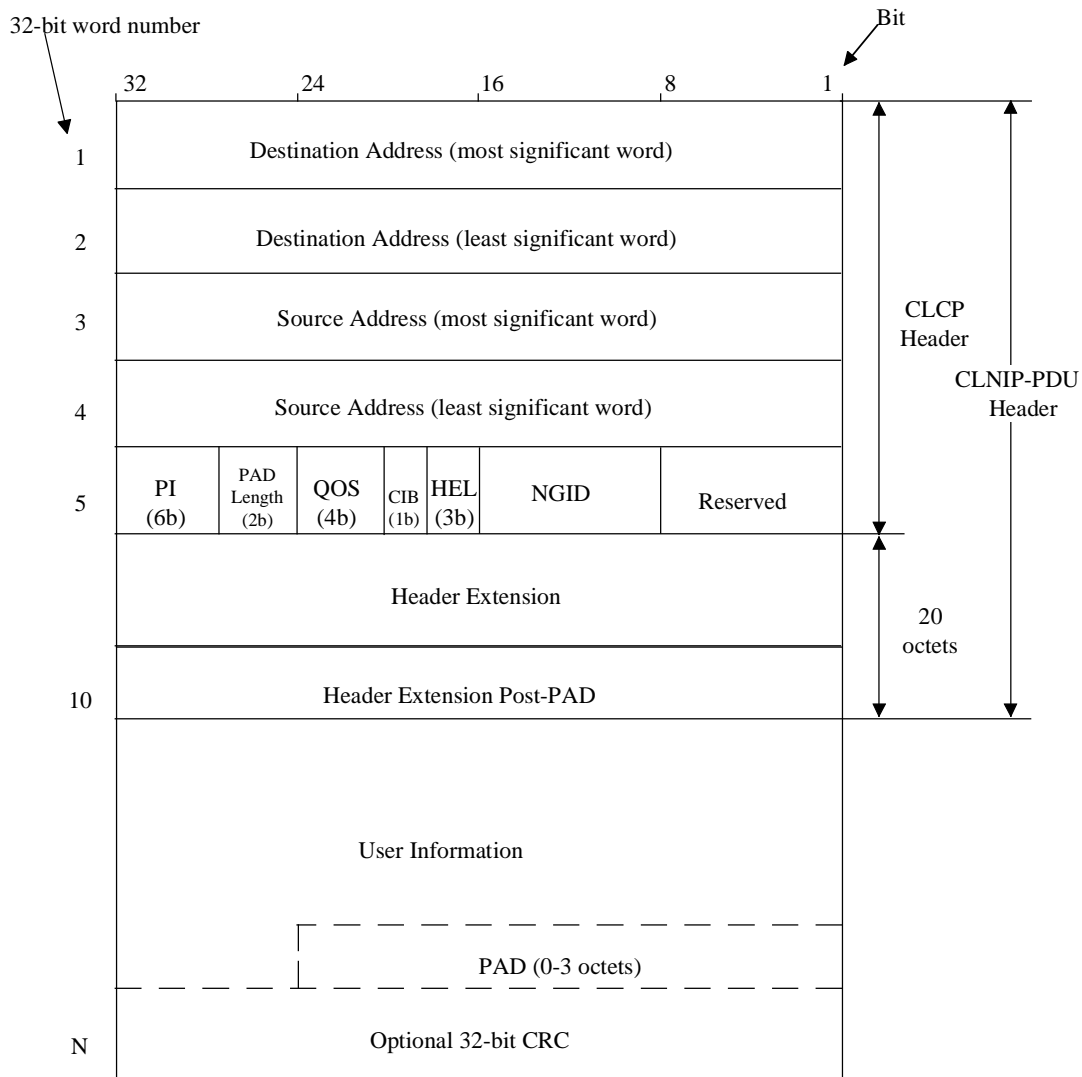 32-bit word number
Bit
32 24 16 8 1
1 Destination Address (most significant word)
2 Destination Address (least significant word)
3 Source Address (most significant word)
4 Source Address (least significant word)
CLCP
Header
CLNIP-PDU
Header
5
PI
(6b)
PAD
Length
(2b)
QOS
(4b)
CIB
(1b)
HEL
(3b)
NGID
Reserved
Header Extension
20
octets
10 Header Extension Post-PAD
User Information
PAD (0-3 octets)
N Optional 32-bit CRC